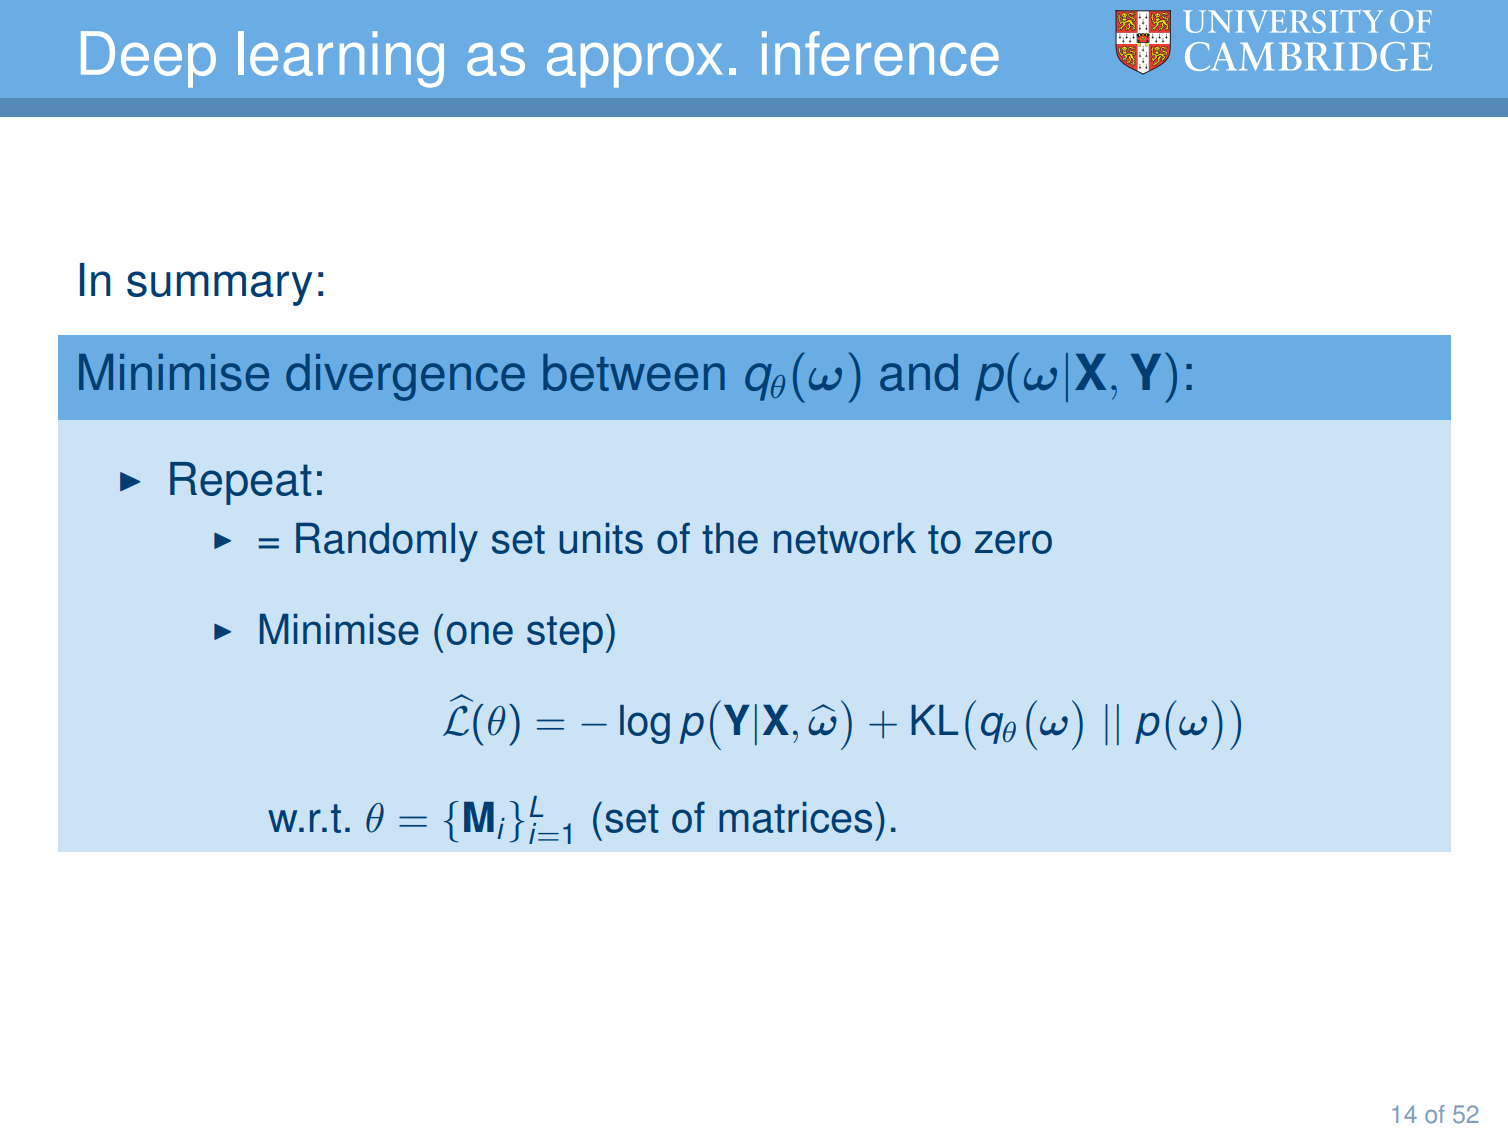 Deep learning as approx. inference
UNIVERSITY OF
CAMBRIDGE
In summary:
Minimise divergence between qθ(ω) and p(ω|X, Y):
▶ Repeat:
▶ = Randomly set units of the network to zero
▶ Minimise (one step)
L̂(θ) = − log p(Y|X, ω̂) + KL(qθ(ω) || p(ω))
w.r.t. θ = {Mᵢ}ᴸᵢ₌₁ (set of matrices).
14 of 52